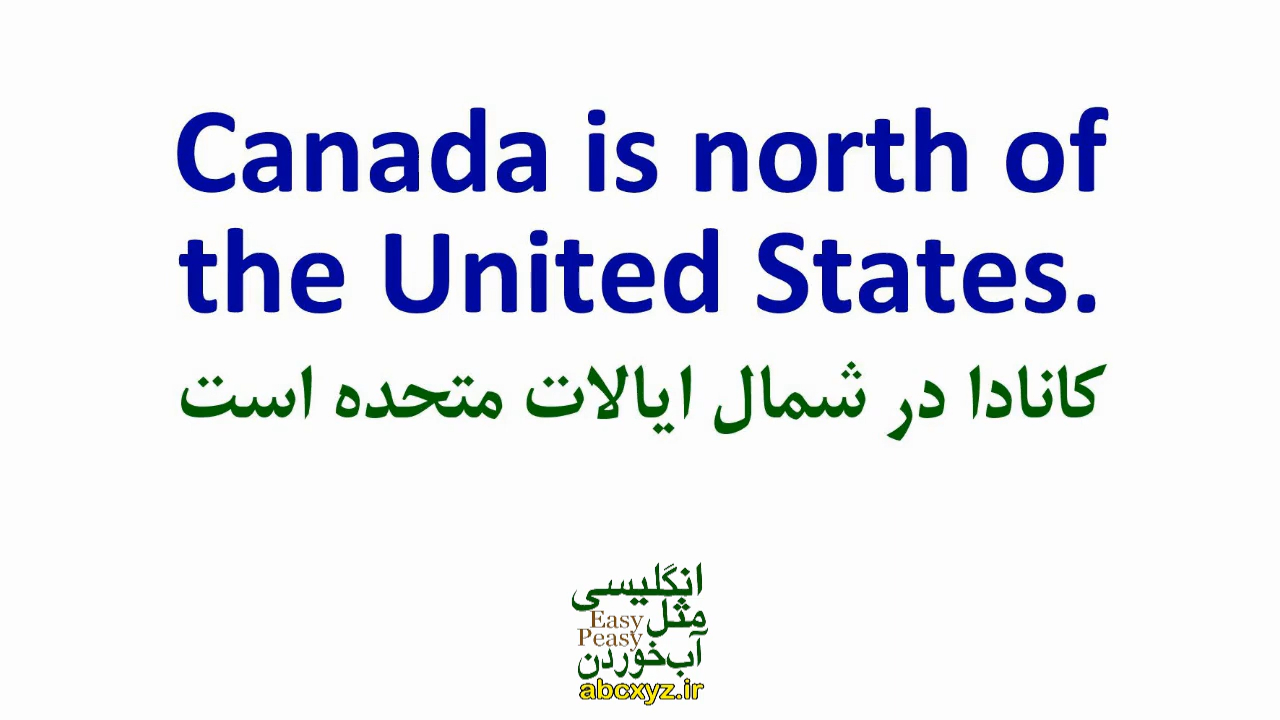 Canada is north of
the United States.
کانادا در شمال ایالات متحده است
انگلیسی
مثل
Easy
Peasy
آب‌خوردن
abcxyz.ir